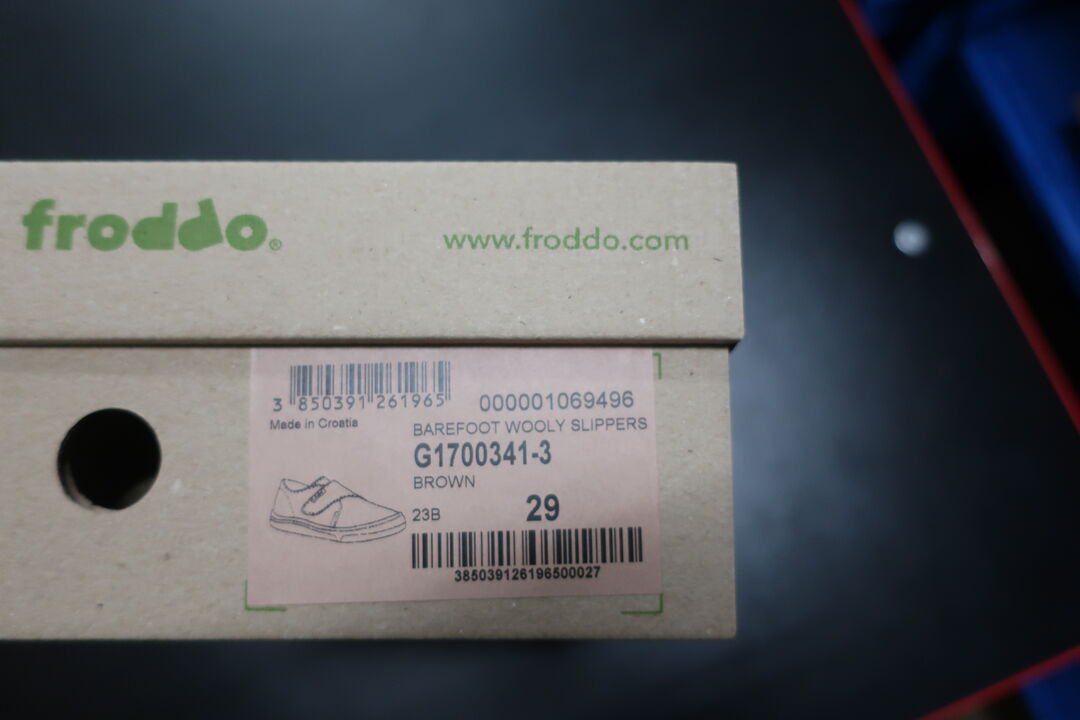 froddo®
www.froddo.com
3 850391 261965
000001069496
Made in Croatia
BAREFOOT WOOLY SLIPPERS
G1700341-3
BROWN
23B
29
385039126196500027